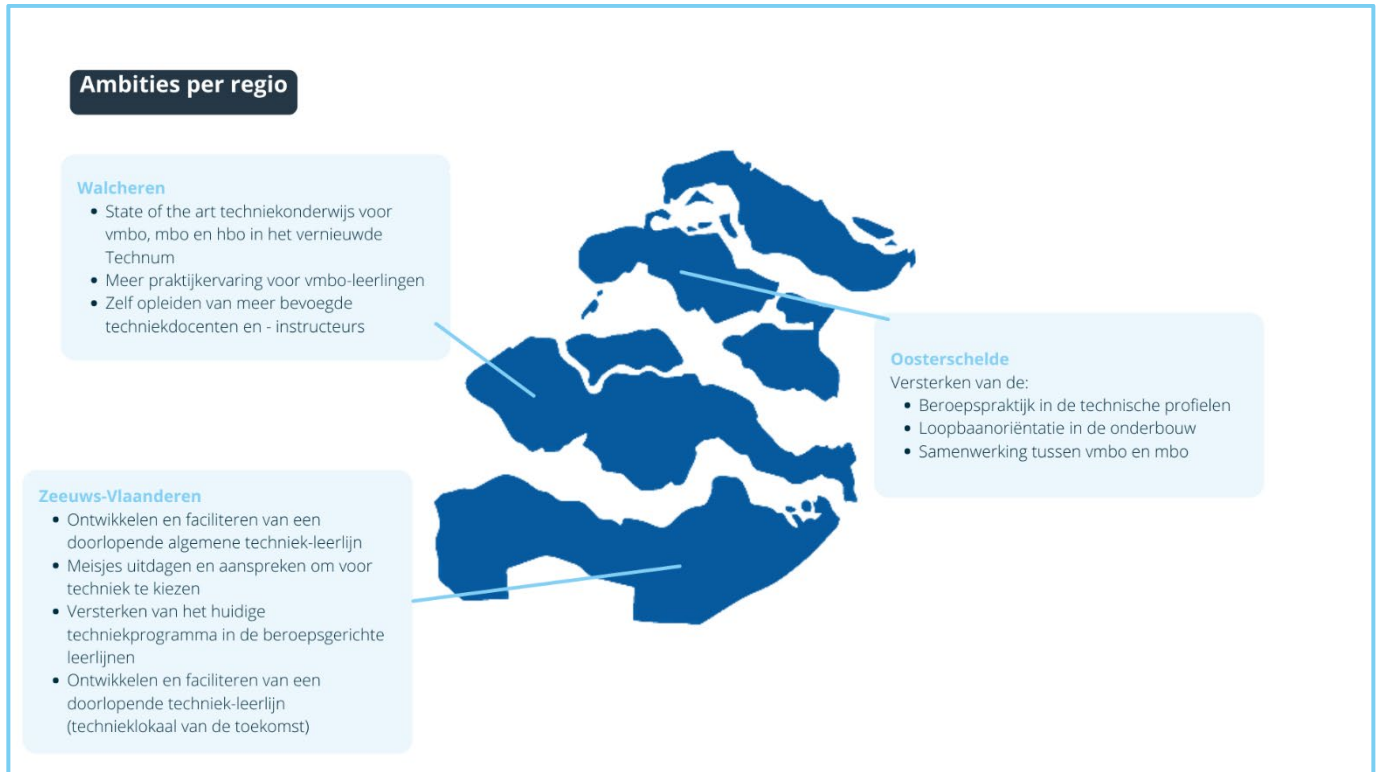 Ambities per regio
Walcheren
• State of the art techniekonderwijs voor
vmbo, mbo en hbo in het vernieuwde
Technum
• Meer praktijkervaring voor vmbo-leerlingen
• Zelf opleiden van meer bevoegde
techniekdocenten en - instructeurs
Oosterschelde
Versterken van de:
• Beroepspraktijk in de technische profielen
• Loopbaanoriëntatie in de onderbouw
• Samenwerking tussen vmbo en mbo
Zeeuws-Vlaanderen
• Ontwikkelen en faciliteren van een
doorlopende algemene techniek-leerlijn
• Meisjes uitdagen en aanspreken om voor
techniek te kiezen
• Versterken van het huidige
techniekprogramma in de beroepsgerichte
leerlijnen
• Ontwikkelen en faciliteren van een
doorlopende techniek-leerlijn
(technieklokaal van de toekomst)